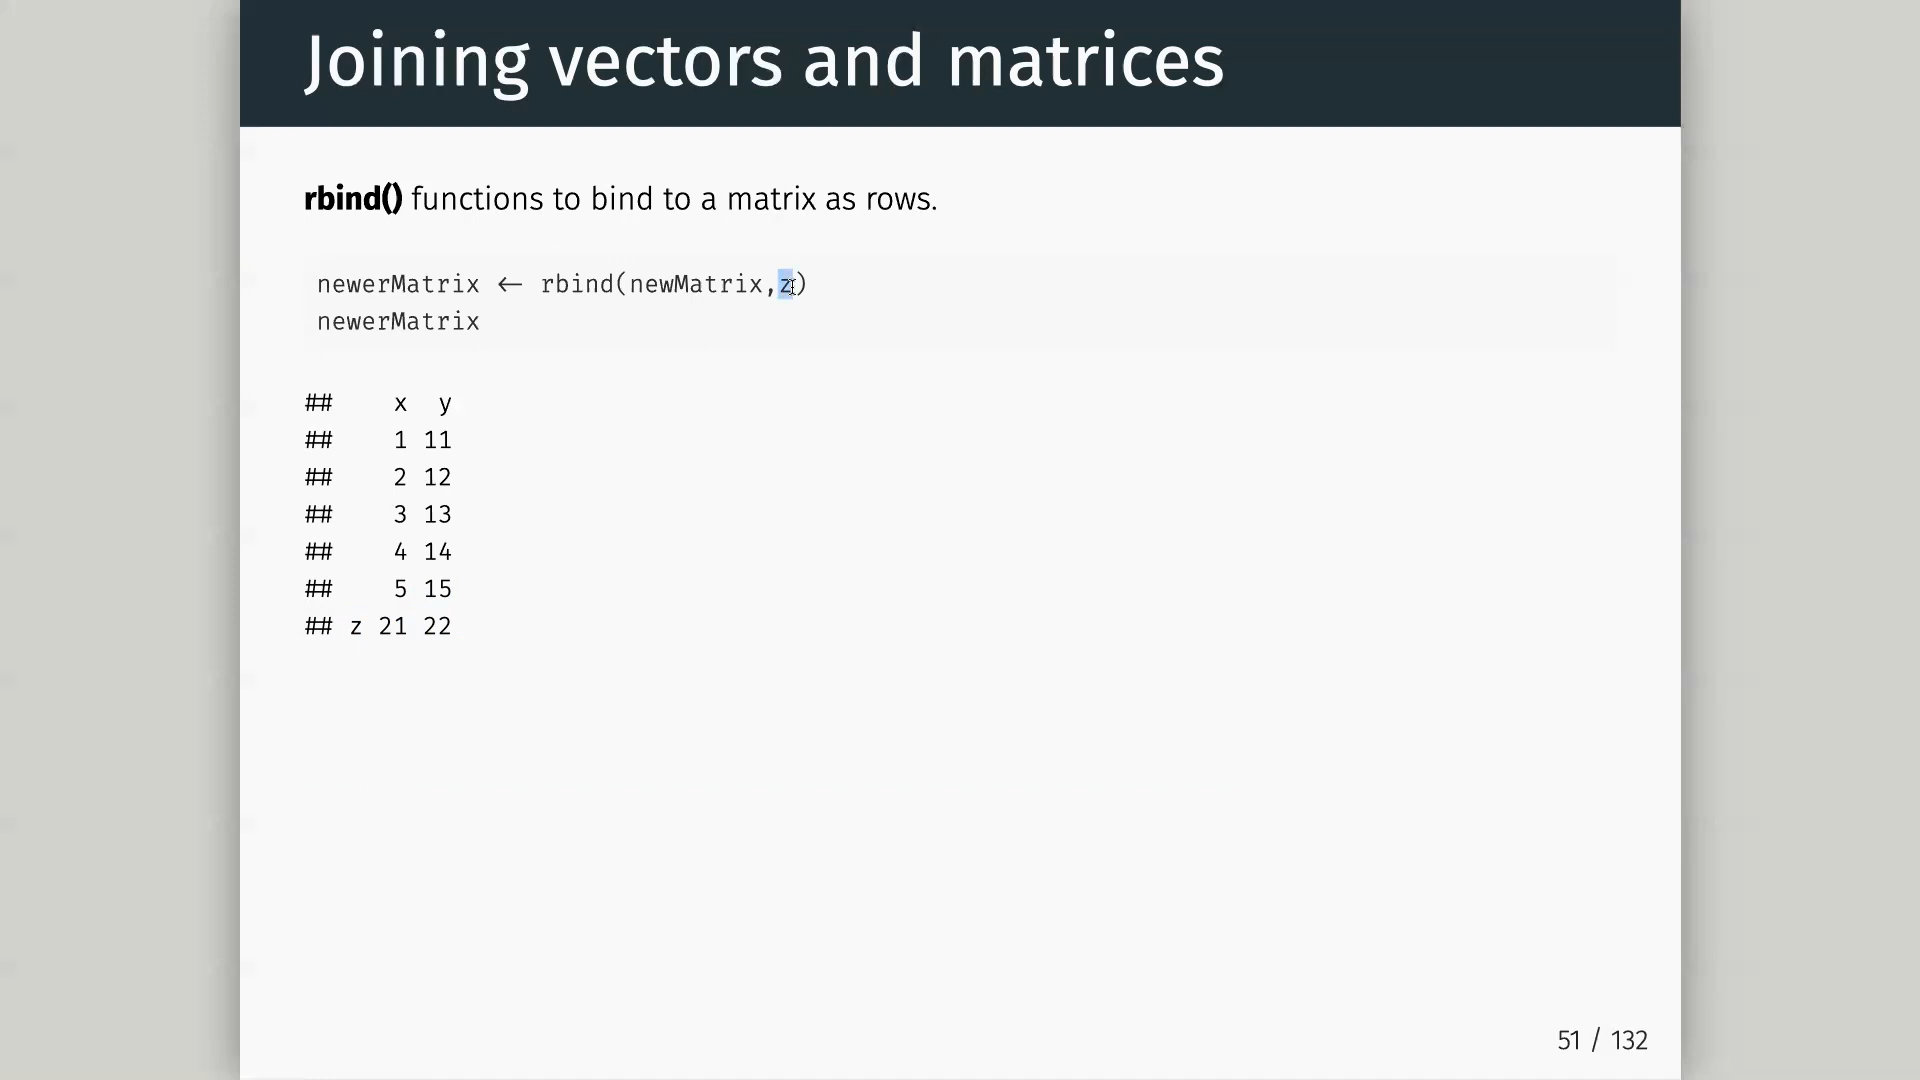 Joining vectors and matrices
rbind() functions to bind to a matrix as rows.
newerMatrix <- rbind(newMatrix,z)
newerMatrix
##    x  y
##    1 11
##    2 12
##    3 13
##    4 14
##    5 15
## z 21 22
51 / 132